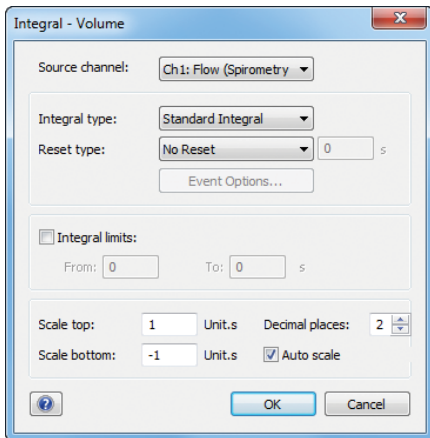 Integral - Volume
Source channel: Ch1: Flow (Spirometry
Integral type: Standard Integral
Reset type: No Reset 0 s
Event Options...
Integral limits:
From: 0 To: 0 s
Scale top: 1 Unit.s Decimal places: 2
Scale bottom: -1 Unit.s Auto scale
? OK Cancel